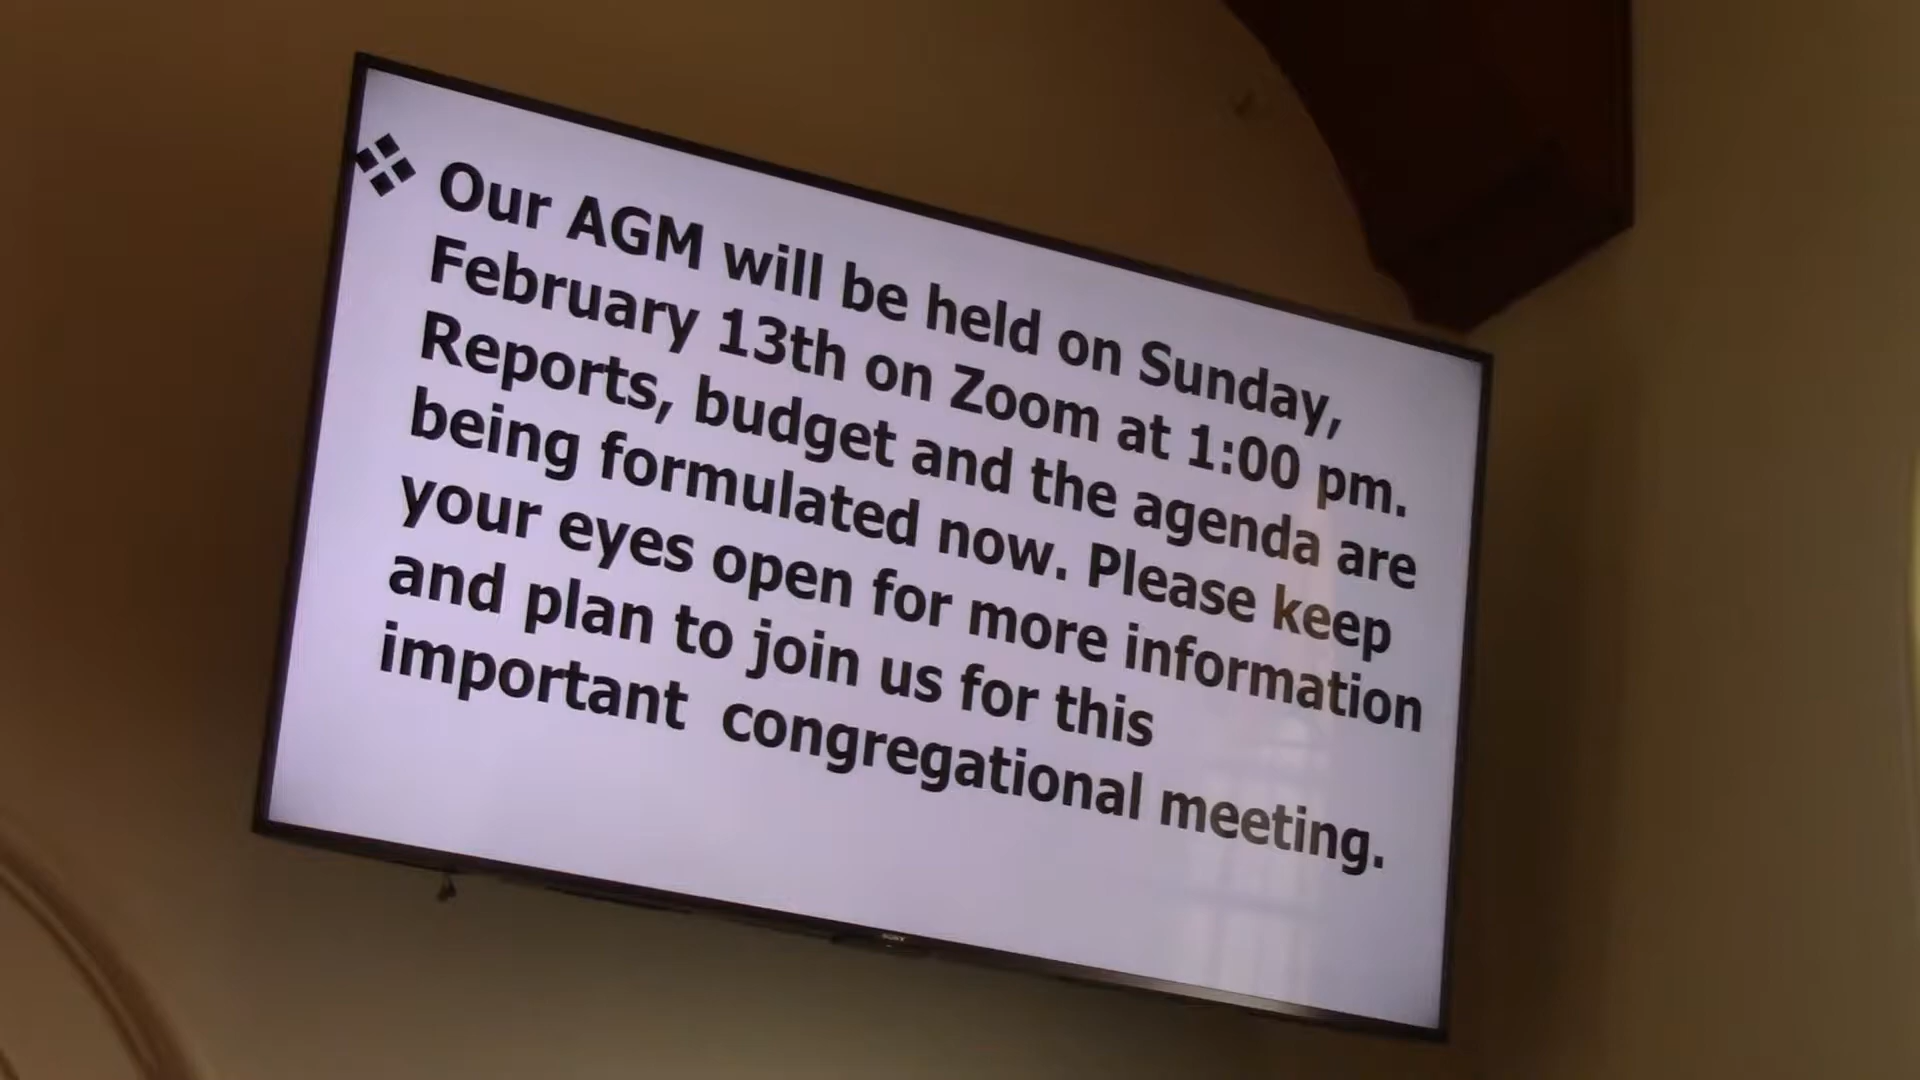 ❖ Our AGM will be held on Sunday,
February 13th on Zoom at 1:00 pm.
Reports, budget and the agenda are
being formulated now. Please keep
your eyes open for more information
and plan to join us for this
important congregational meeting.
SONY